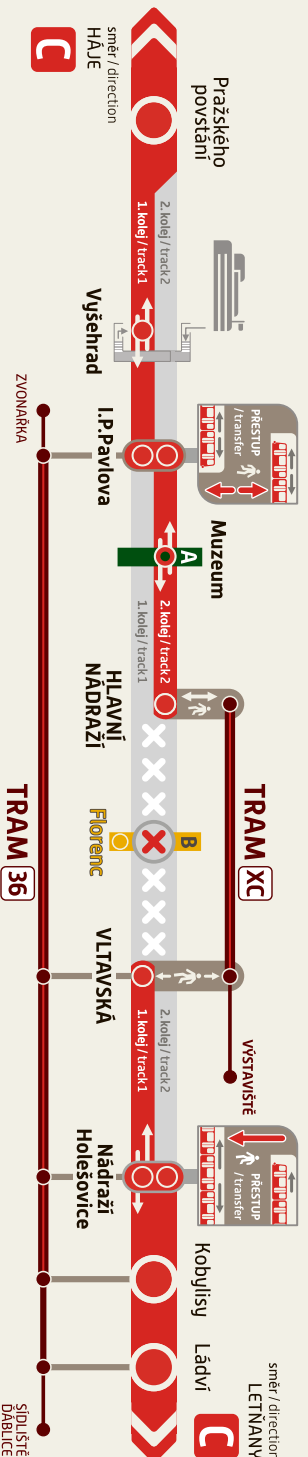 směr / direction
HÁJE
C
Pražského
povstání
2. kolej / track 2
1. kolej / track 1
Vyšehrad
ZVONAŘKA
I.P.Pavlova
PŘESTUP
/ transfer
Muzeum
A
2. kolej / track 2
1. kolej / track 1
HLAVNÍ
NÁDRAŽÍ
TRAM XC
B
Florenc
TRAM 36
VLTAVSKÁ
VÝSTAVIŠTĚ
2. kolej / track 2
1. kolej / track 1
Nádraží
Holešovice
PŘESTUP
/ transfer
Kobylisy
Ládví
směr / direction
LETŇANY
C
SÍDLIŠTĚ
ĎÁBLICE